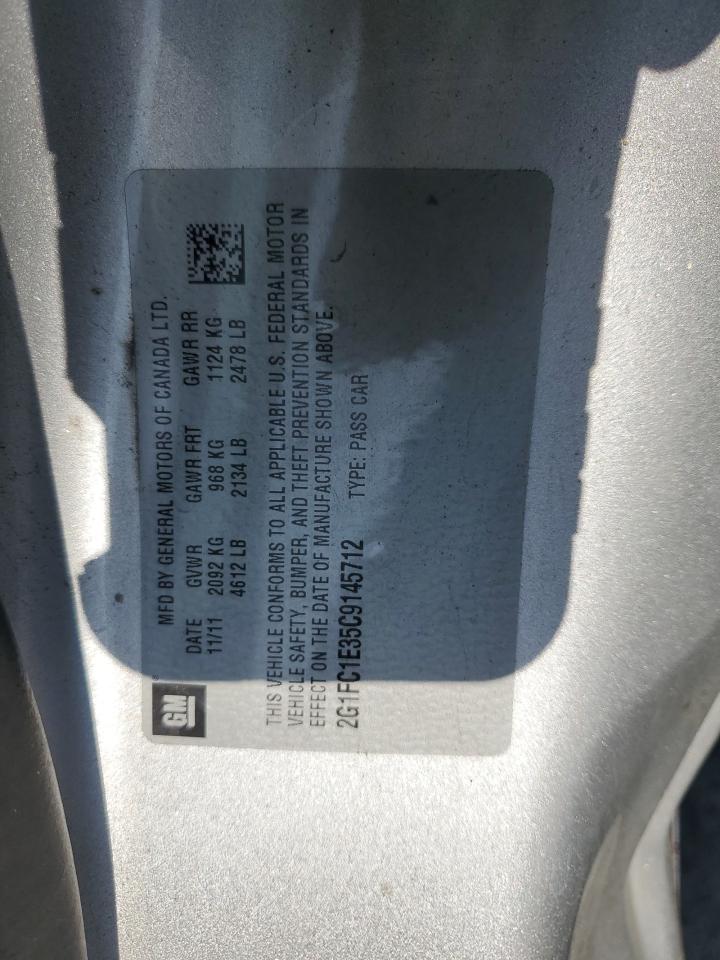 GM
MFD BY GENERAL MOTORS OF CANADA LTD.
DATE GVWR GAWR FRT GAWR RR
11/11 2092 KG 968 KG 1124 KG
4612 LB 2134 LB 2478 LB
THIS VEHICLE CONFORMS TO ALL APPLICABLE U.S. FEDERAL MOTOR
VEHICLE SAFETY, BUMPER, AND THEFT PREVENTION STANDARDS IN
EFFECT ON THE DATE OF MANUFACTURE SHOWN ABOVE.
2G1FC1E35C9145712 TYPE: PASS CAR